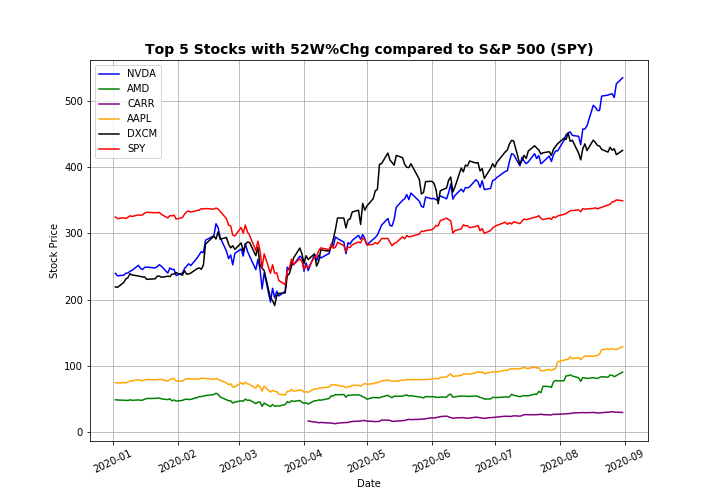 Top 5 Stocks with 52W%Chg compared to S&P 500 (SPY)
NVDA
AMD
CARR
AAPL
DXCM
SPY
Stock Price
500
400
300
200
100
0
2020-01
2020-02
2020-03
2020-04
2020-05
2020-06
2020-07
2020-08
2020-09
Date